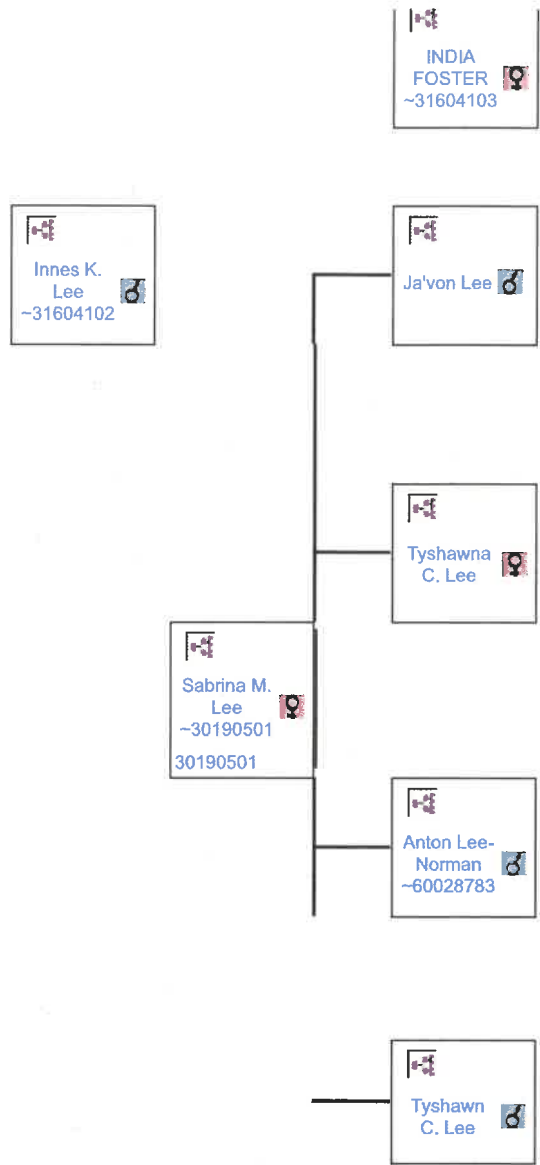 INDIA
FOSTER
~31604103
Innes K.
Lee
~31604102
Ja'von Lee
Tyshawna
C. Lee
Sabrina M.
Lee
~30190501
30190501
Anton Lee-
Norman
~60028783
Tyshawn
C. Lee